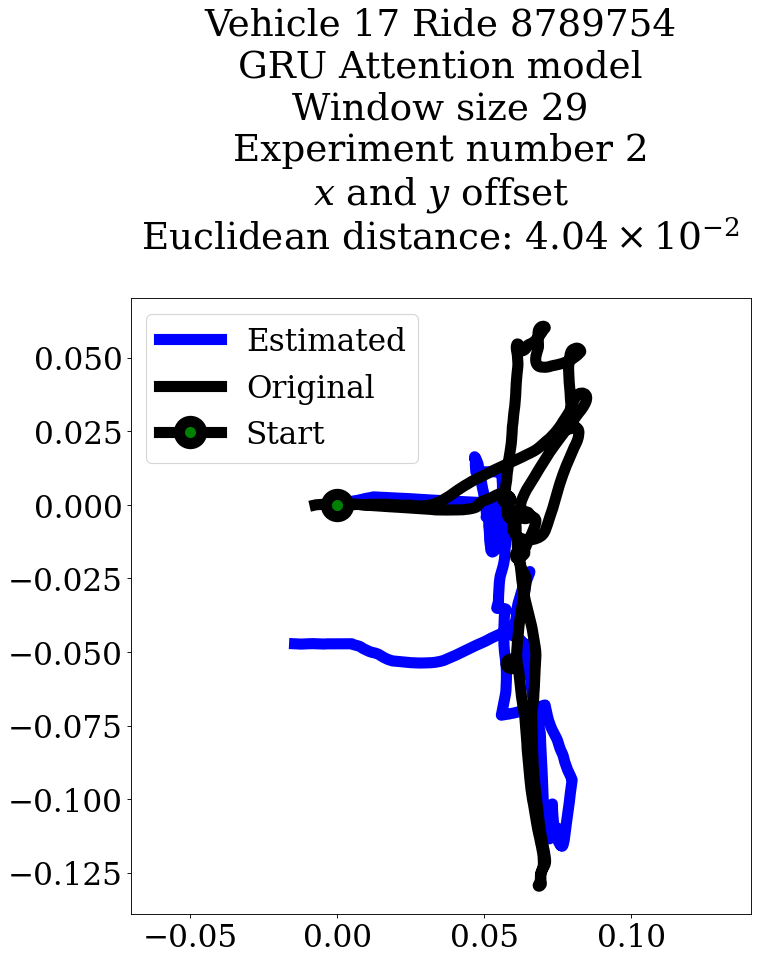 Vehicle 17 Ride 8789754
GRU Attention model
Window size 29
Experiment number 2
x and y offset
Euclidean distance: 4.04 × 10⁻²
Estimated
Original
Start
0.050
0.025
0.000
−0.025
−0.050
−0.075
−0.100
−0.125
−0.05 0.00 0.05 0.10